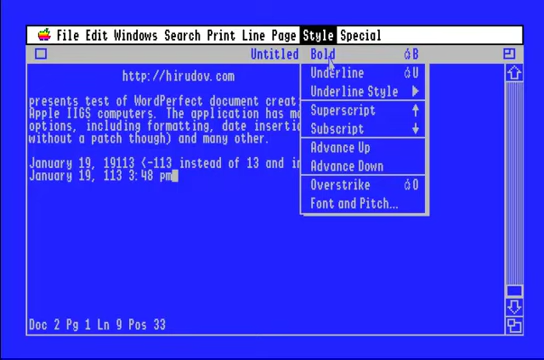 File Edit Windows Search Print Line Page Style Special
Untitled
http://hirudov.com
presents test of WordPerfect document creat
Apple IIGS computers. The application has ma
options, including formatting, date insertio
without a patch though) and many other.
January 19, 19113 (-113 instead of 13 and in
January 19, 113 3:48 pm
Bold B
Underline U
Underline Style
Superscript
Subscript
Advance Up
Advance Down
Overstrike O
Font and Pitch...
Doc 2 Pg 1 Ln 9 Pos 33